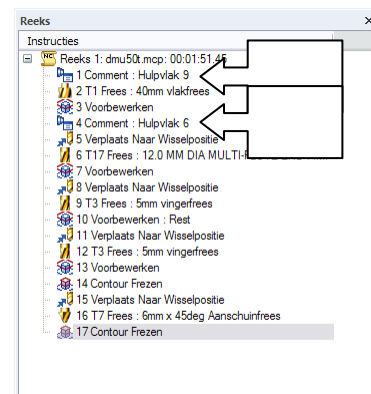 Reeks
Instructies
Reeks 1: dmu50t.mcp: 00:01:51.45
1 Comment : Hulpvlak 9
2 T1 Frees : 40mm vlakfrees
3 Voorbewerken
4 Comment : Hulpvlak 6
5 Verplaats Naar Wisselpositie
6 T17 Frees : 12.0 MM DIA
7 Voorbewerken
8 Verplaats Naar Wisselpositie
9 T3 Frees : 5mm vingerfrees
10 Voorbewerken : Rest
11 Verplaats Naar Wisselpositie
12 T3 Frees : 5mm vingerfrees
13 Voorbewerken
14 Contour Frezen
15 Verplaats Naar Wisselpositie
16 T7 Frees : 6mm x 45deg Aanschuinfrees
17 Contour Frezen